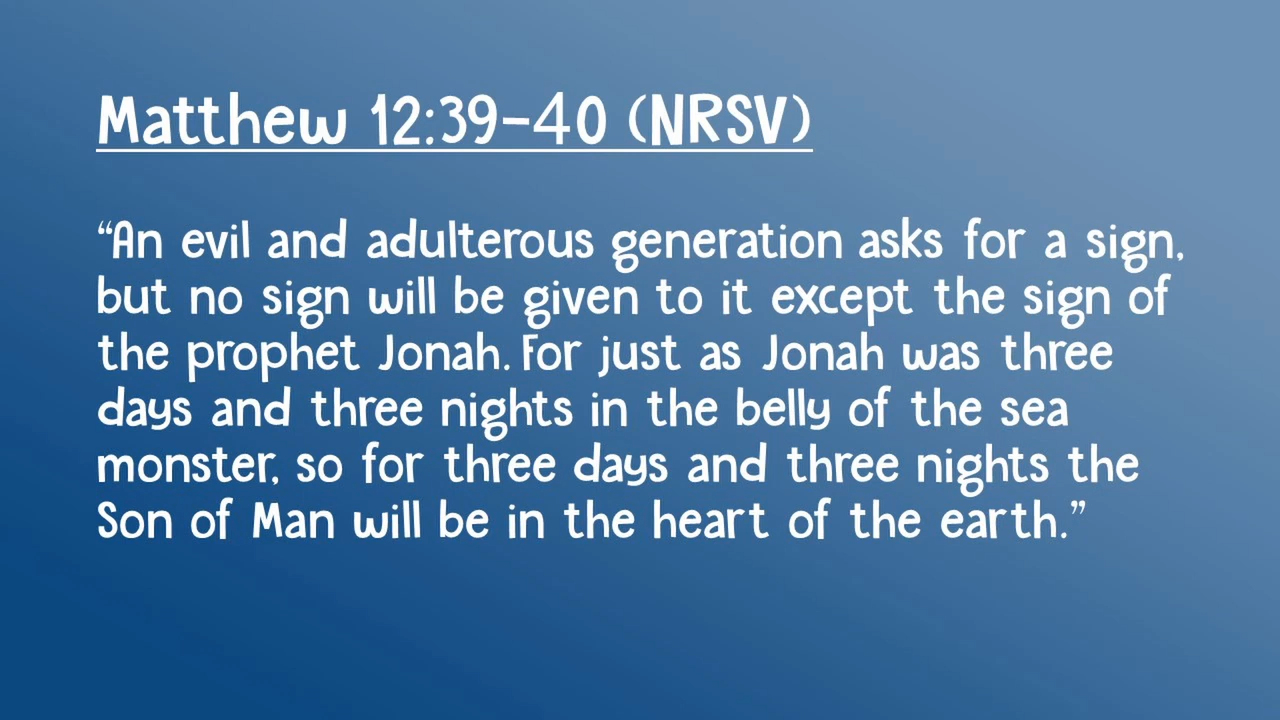 Matthew 12:39–40 (NRSV)
“An evil and adulterous generation asks for a sign,
but no sign will be given to it except the sign of
the prophet Jonah. For just as Jonah was three
days and three nights in the belly of the sea
monster, so for three days and three nights the
Son of Man will be in the heart of the earth.”